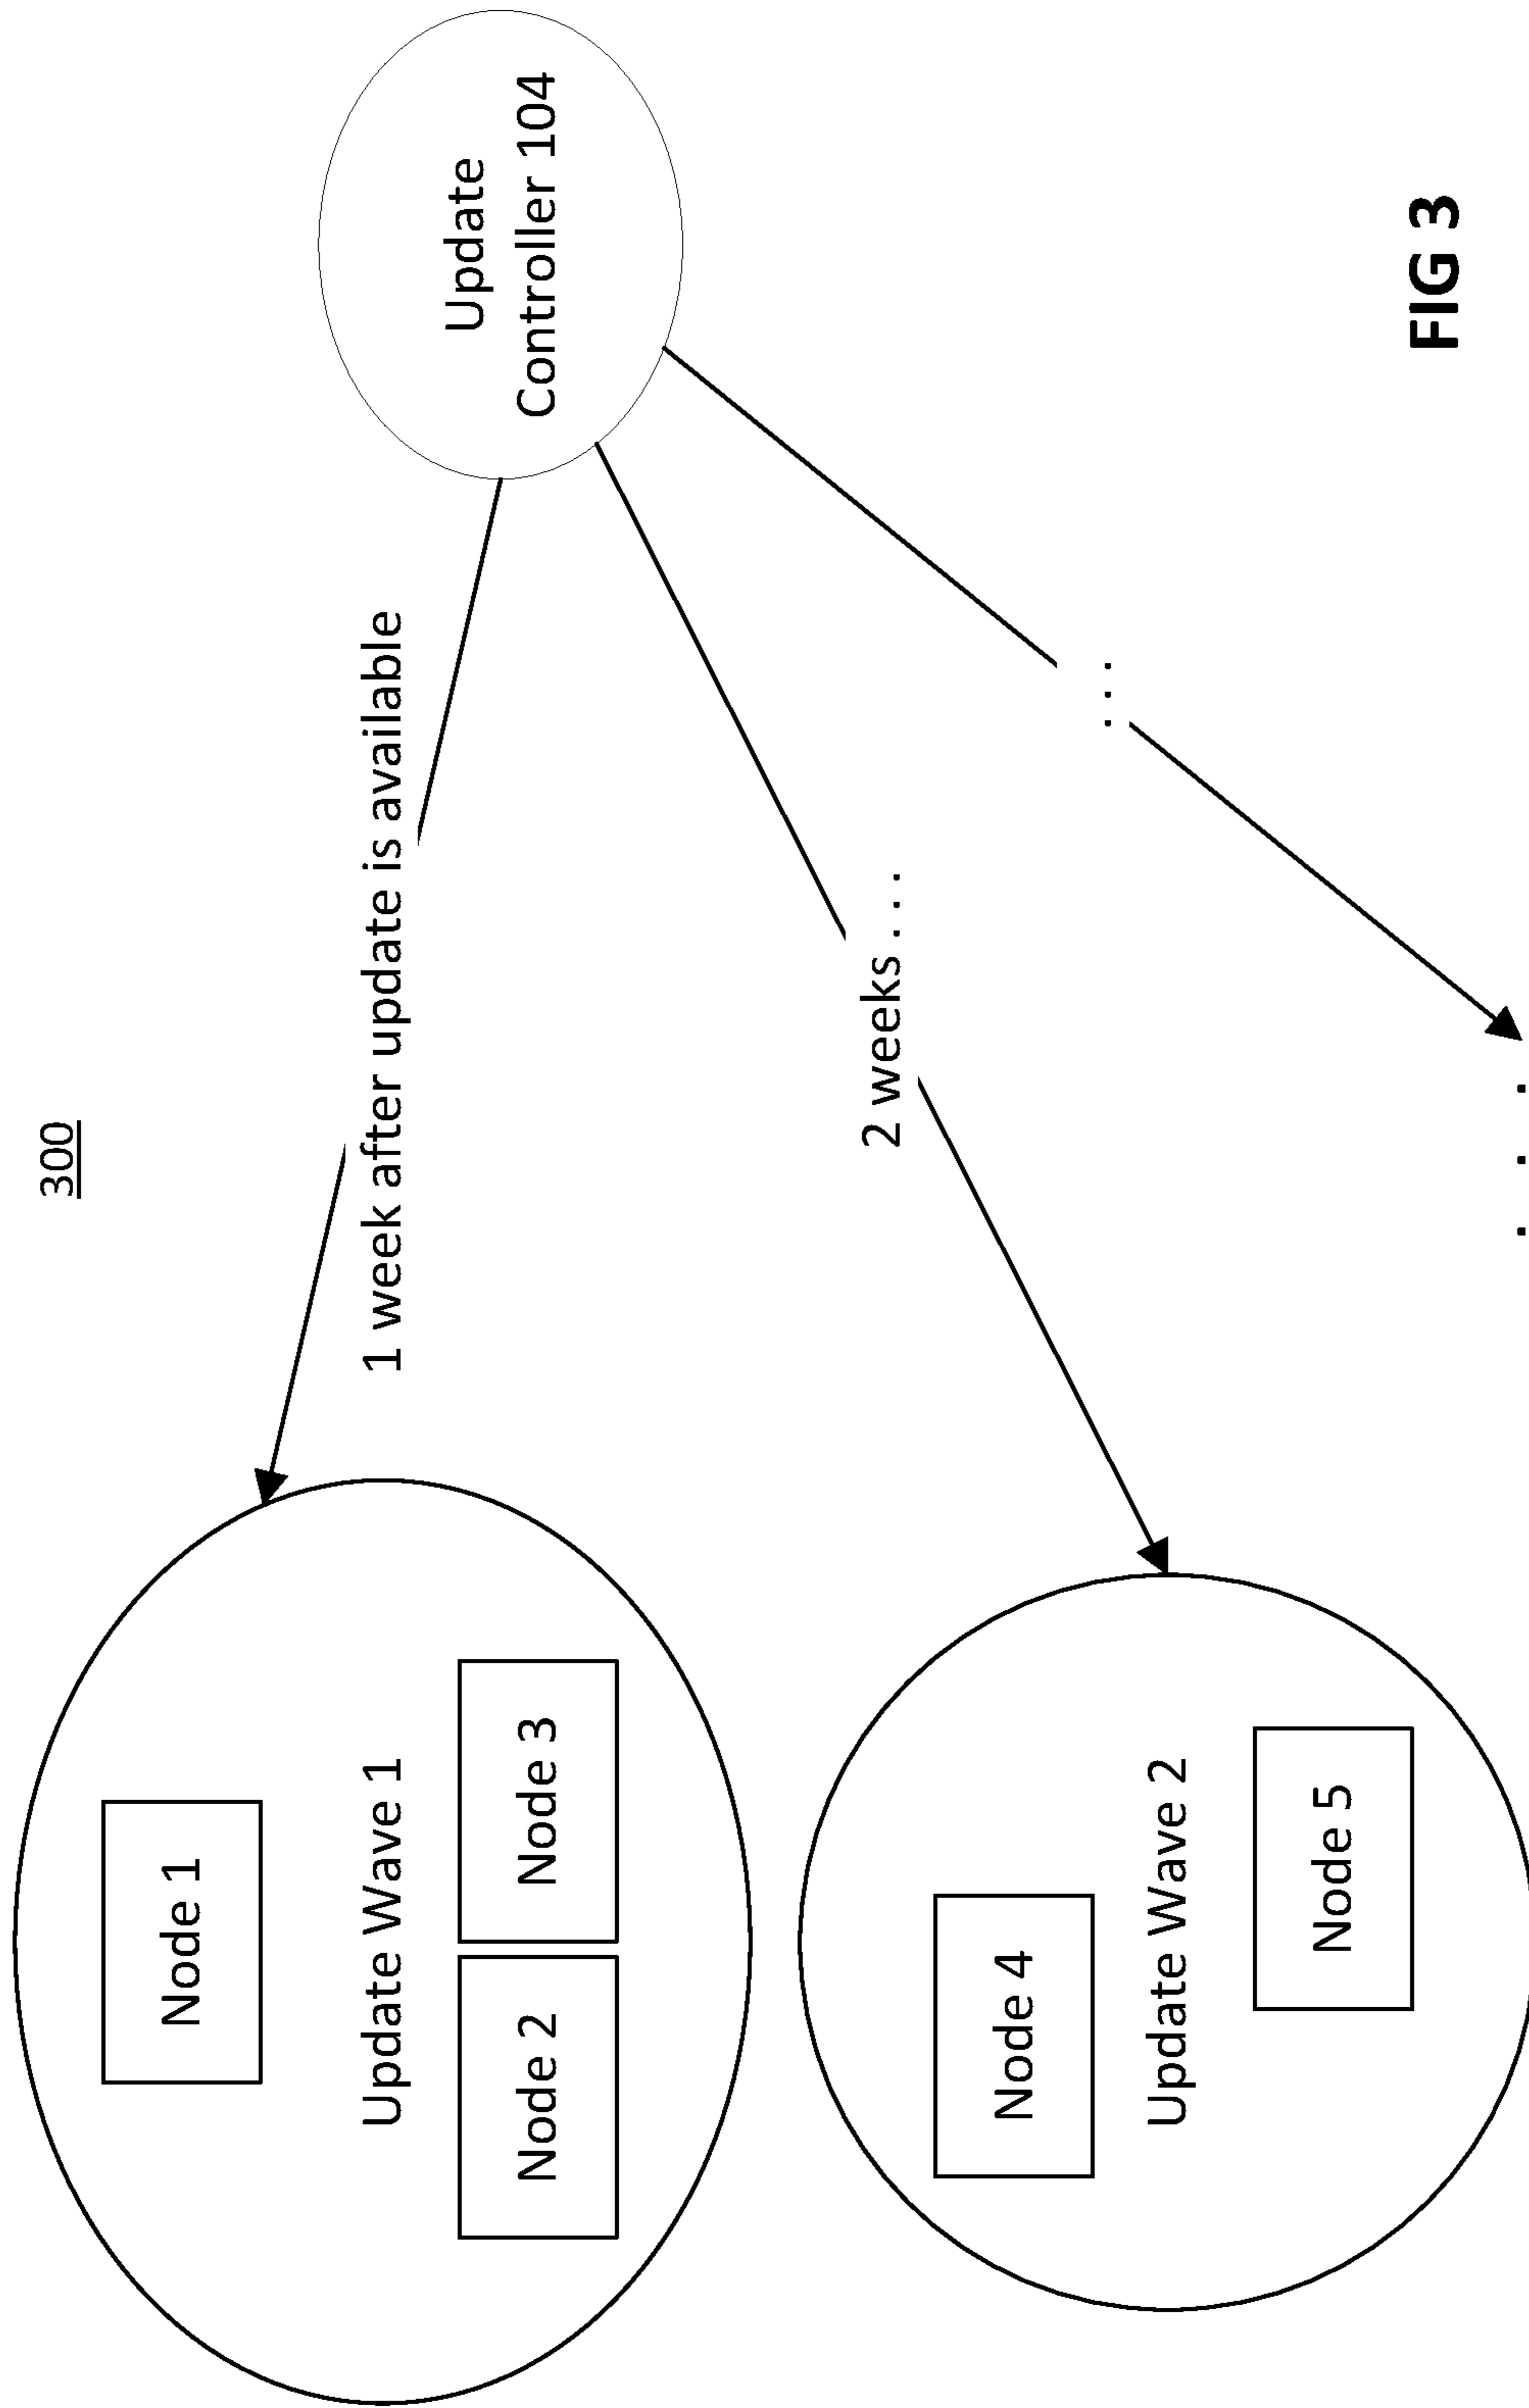 300
Node 1
Update Wave 1
Node 2
Node 3
1 week after update is available
Update
Controller 104
2 weeks . . .
. . .
Node 4
Update Wave 2
Node 5
. . .
FIG 3